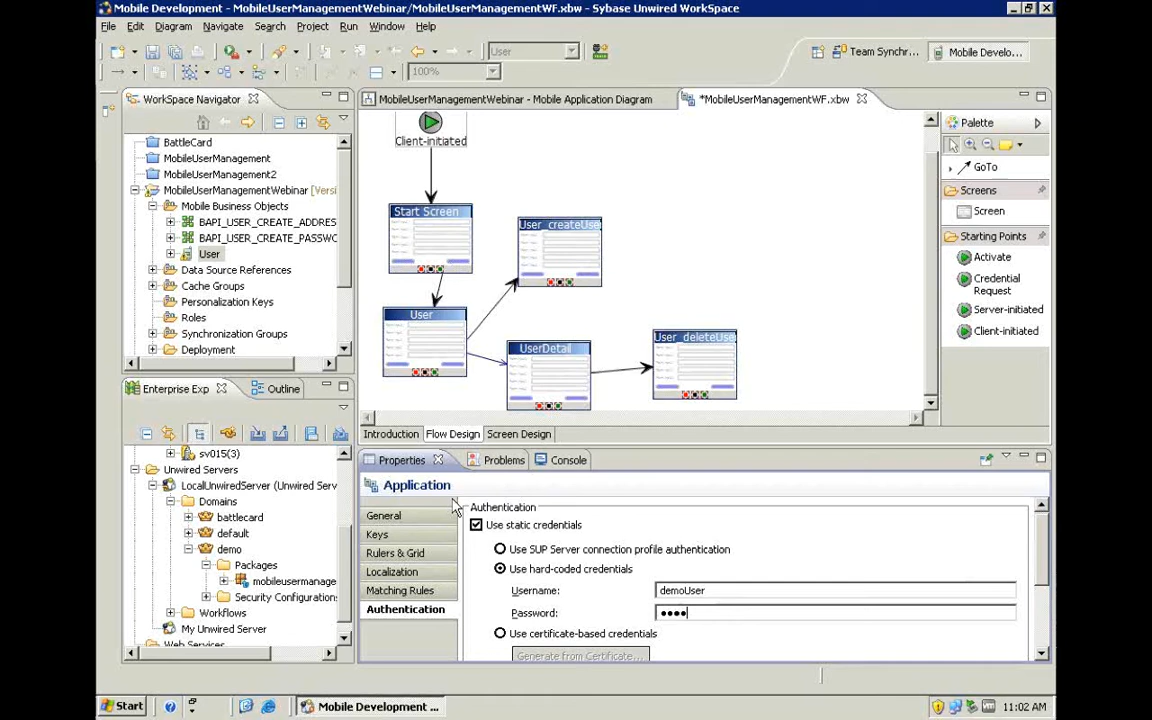 Mobile Development - MobileUserManagementWebinar/MobileUserManagementWF.xbw - Sybase Unwired WorkSpace
File Edit Diagram Navigate Search Project Run Window Help
User
Team Synchr...
Mobile Develo...
100%
WorkSpace Navigator
MobileUserManagementWebinar - Mobile Application Diagram
*MobileUserManagementWF.xbw
BattleCard
MobileUserManagement
MobileUserManagement2
MobileUserManagementWebinar [Versi
Mobile Business Objects
BAPI_USER_CREATE_ADDRES
BAPI_USER_CREATE_PASSWO
User
Data Source References
Cache Groups
Personalization Keys
Roles
Synchronization Groups
Deployment
Client-initiated
Start Screen
User_createUse
User
UserDetail
User_deleteUse
Palette
GoTo
Screens
Screen
Starting Points
Activate
Credential
Request
Server-initiated
Client-initiated
Introduction Flow Design Screen Design
Enterprise Exp
Outline
sv015(3)
Unwired Servers
LocalUnwiredServer (Unwired Serv
Domains
battlecard
default
demo
Packages
mobileusermanage
Security Configuration
Workflows
My Unwired Server
Properties
Problems
Console
Application
General
Keys
Rulers & Grid
Localization
Matching Rules
Authentication
Authentication
Use static credentials
Use SUP Server connection profile authentication
Use hard-coded credentials
Username: demoUser
Password: ••••
Use certificate-based credentials
Generate from Certificate...
Start
Mobile Development ...
11:02 AM